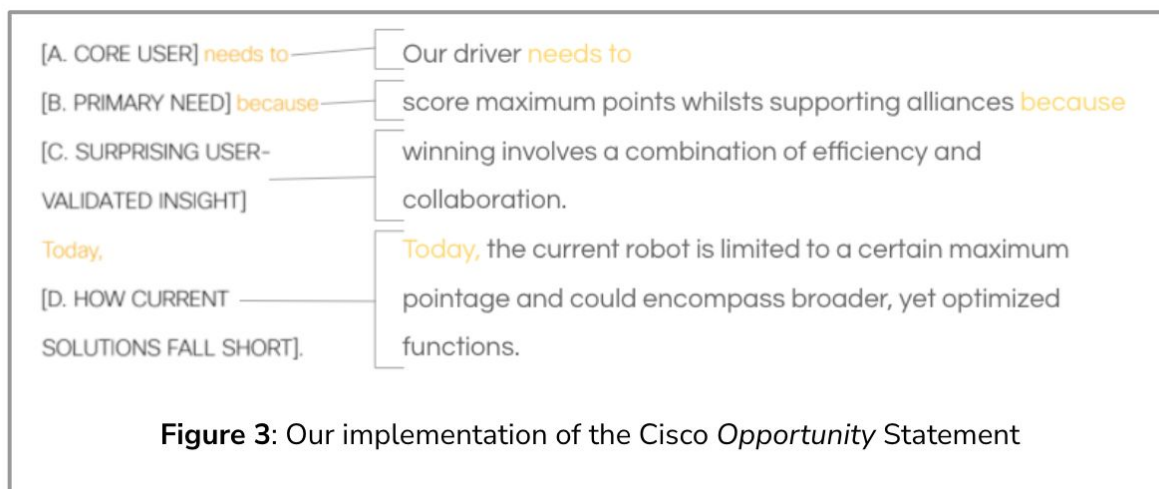 [A. CORE USER] needs to
Our driver needs to
[B. PRIMARY NEED] because
score maximum points whilsts supporting alliances because
[C. SURPRISING USER-
VALIDATED INSIGHT]
winning involves a combination of efficiency and
collaboration.
Today,
[D. HOW CURRENT
SOLUTIONS FALL SHORT].
Today, the current robot is limited to a certain maximum
pointage and could encompass broader, yet optimized
functions.
Figure 3: Our implementation of the Cisco Opportunity Statement